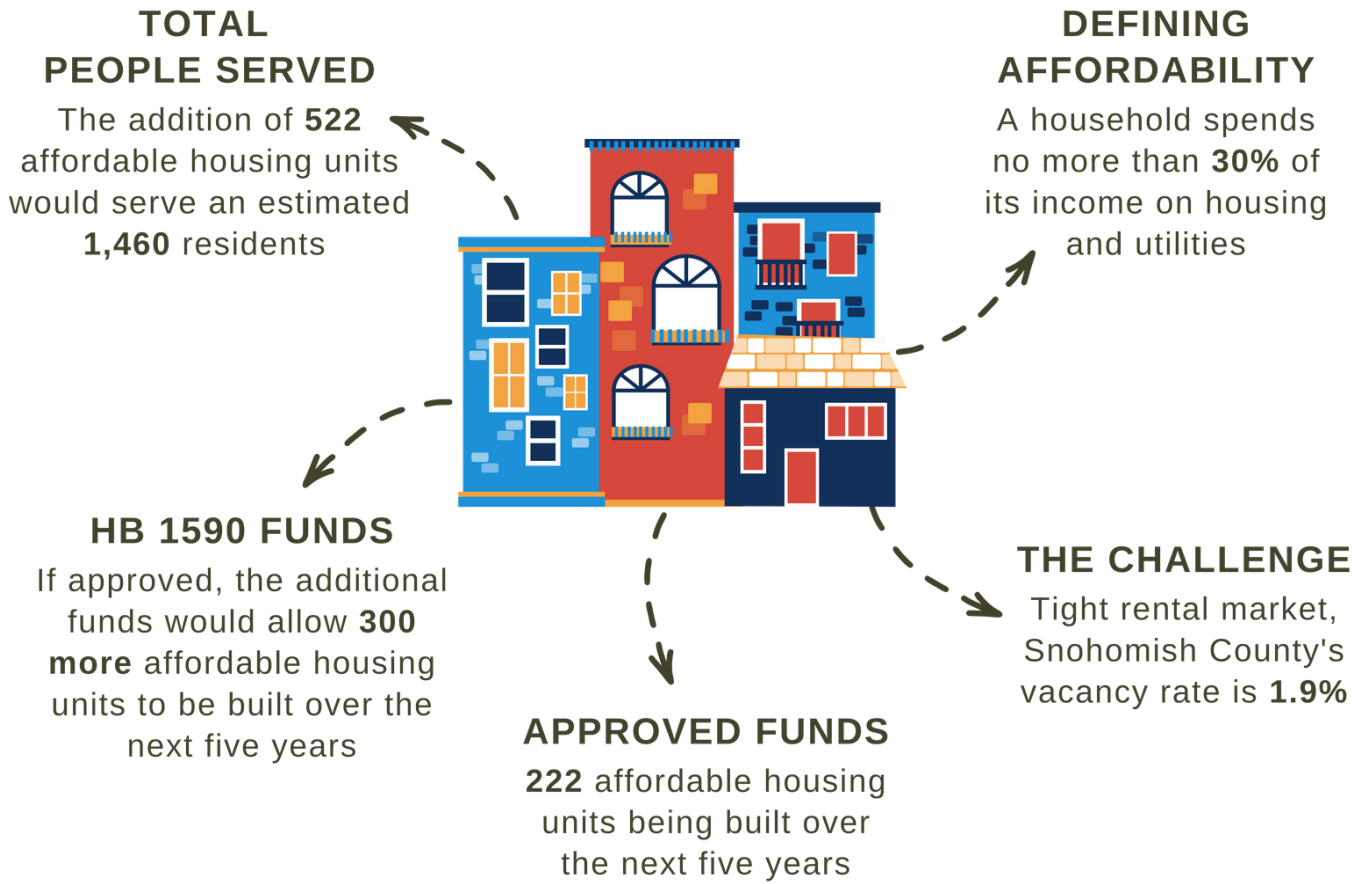 TOTAL
PEOPLE SERVED
The addition of 522
affordable housing units
would serve an estimated
1,460 residents
DEFINING
AFFORDABILITY
A household spends
no more than 30% of
its income on housing
and utilities
HB 1590 FUNDS
If approved, the additional
funds would allow 300
more affordable housing
units to be built over the
next five years
APPROVED FUNDS
222 affordable housing
units being built over
the next five years
THE CHALLENGE
Tight rental market,
Snohomish County's
vacancy rate is 1.9%